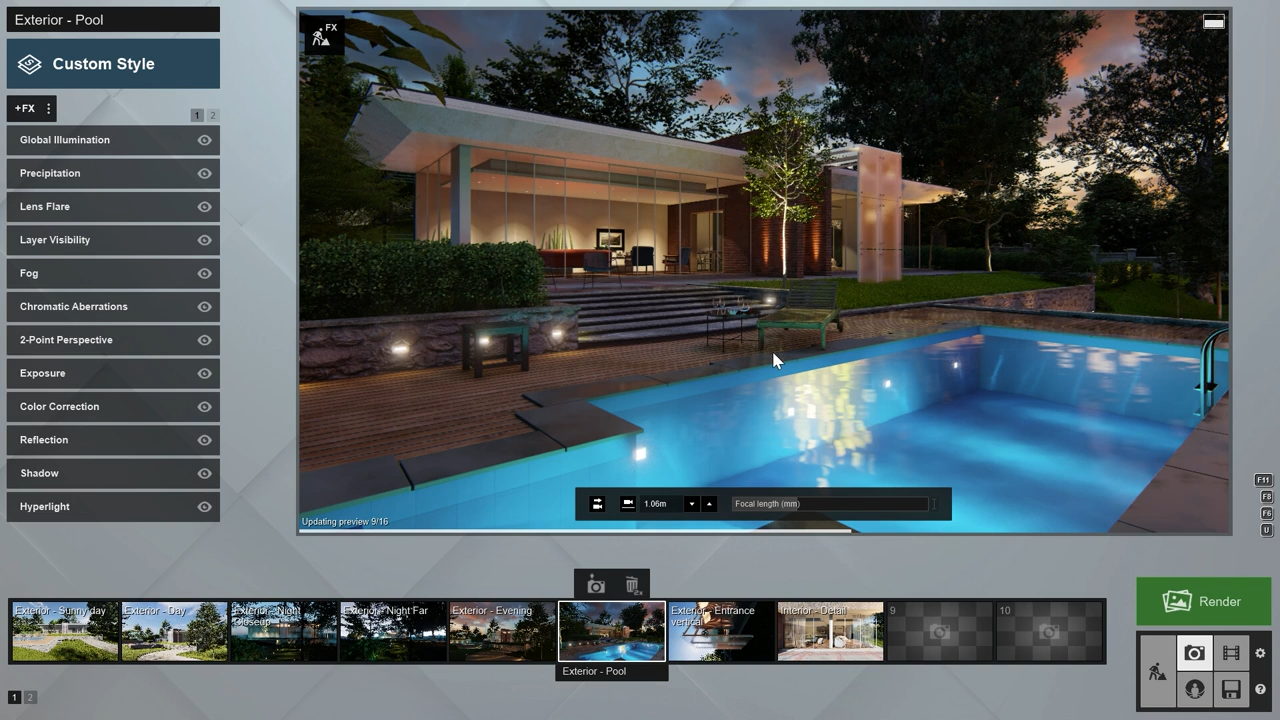 Exterior - Pool
FX
Custom Style
+FX
1 2
Global Illumination
Precipitation
Lens Flare
Layer Visibility
Fog
Chromatic Aberrations
2-Point Perspective
Exposure
Color Correction
Reflection
Shadow
Hyperlight
1.06m
Focal length (mm)
Updating preview 9/16
F11
F8
F6
U
Exterior - Sunny day
Exterior - Day
Exterior - Night
Closeup
Exterior - Night Far
Exterior - Evening
Exterior - Entrance
vertical
Interior - Detail
9
10
Exterior - Pool
Render
1 2